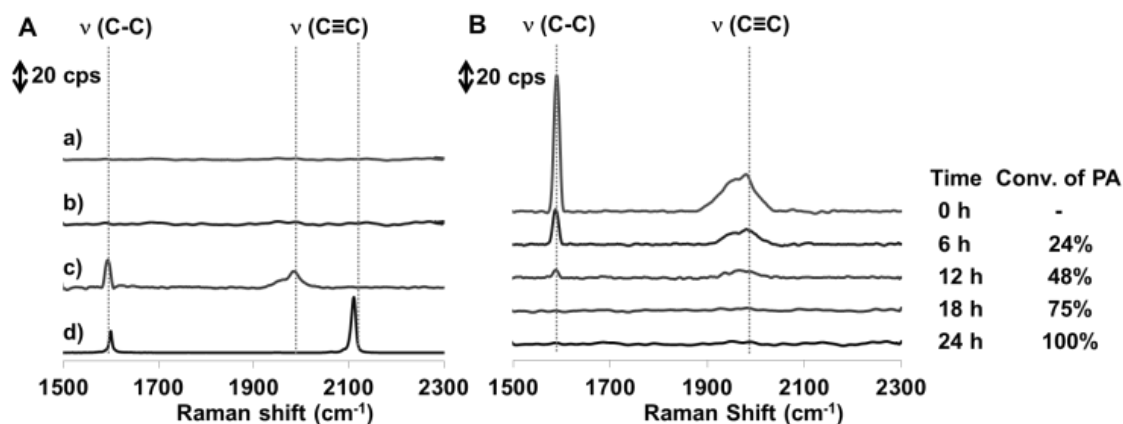 A
ν (C-C)
ν (C≡C)
20 cps
a)
b)
c)
d)
1500
1700
1900
2100
2300
Raman shift (cm-1)
B
ν (C-C)
ν (C≡C)
20 cps
1500
1700
1900
2100
2300
Raman Shift (cm-1)
Time Conv. of PA
0 h -
6 h 24%
12 h 48%
18 h 75%
24 h 100%